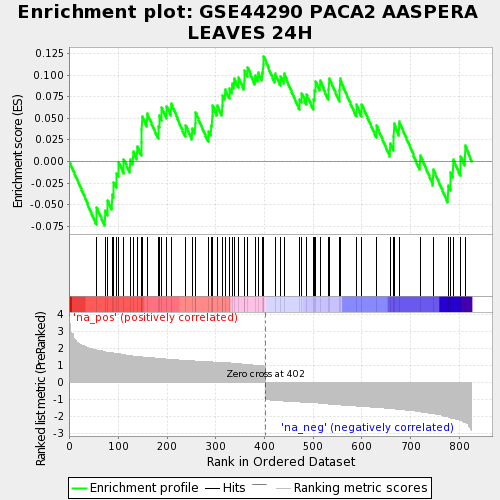 Enrichment plot: GSE44290 PACA2 AASPERA
LEAVES 24H
Enrichment score (ES)
0.125
0.100
0.075
0.050
0.025
0.000
-0.025
-0.050
-0.075
'na_pos' (positively correlated)
Ranked list metric (PreRanked)
4
3
2
1
0
-1
-2
-3
Zero cross at 402
'na_neg' (negatively correlated)
0 100 200 300 400 500 600 700 800
Rank in Ordered Dataset
Enrichment profile Hits Ranking metric scores